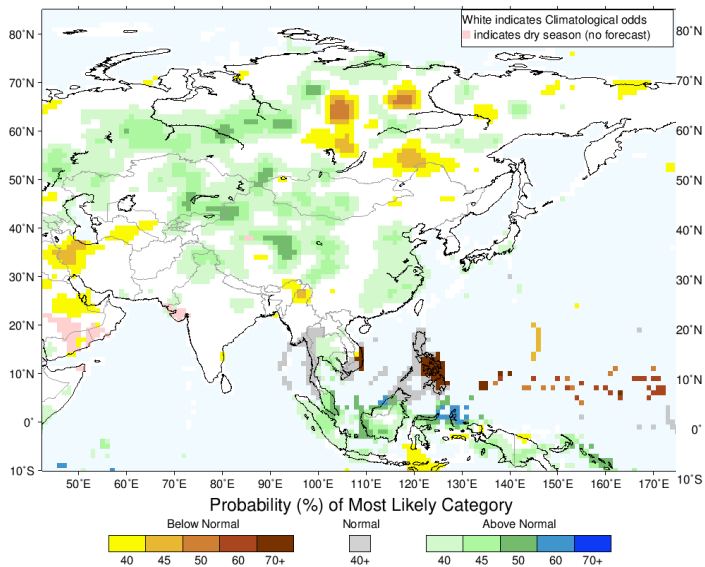 White indicates Climatological odds
indicates dry season (no forecast)
80˚N 80˚N
70˚N 70˚N
60˚N 60˚N
50˚N 50˚N
40˚N 40˚N
30˚N 30˚N
20˚N 20˚N
10˚N 10˚N
0˚ 0˚
10˚S 10˚S
50˚E 60˚E 70˚E 80˚E 90˚E 100˚E 110˚E 120˚E 130˚E 140˚E 150˚E 160˚E 170˚E
Probability (%) of Most Likely Category
Below Normal Normal Above Normal
40 45 50 60 70+ 40+ 40 45 50 60 70+